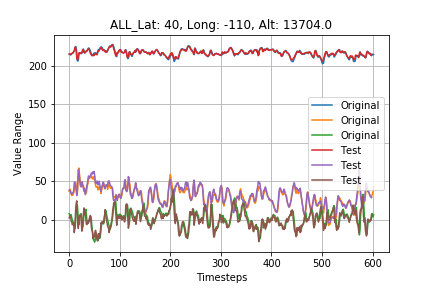 ALL_Lat: 40, Long: -110, Alt: 13704.0
Value Range
200
150
100
50
0
Original
Original
Original
Test
Test
Test
0
100
200
300
400
500
600
Timesteps